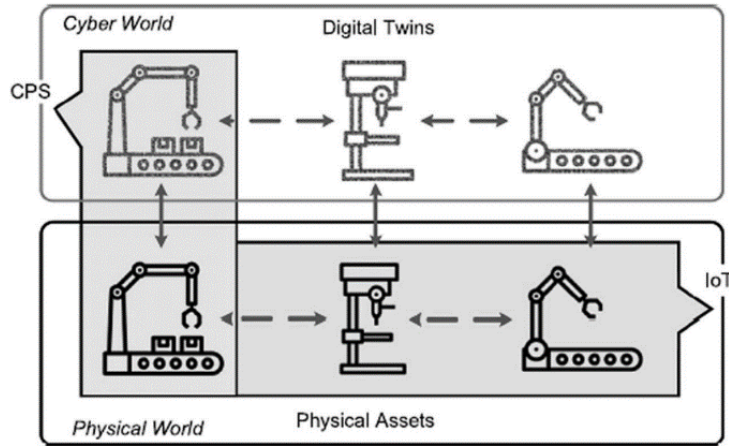 Cyber World
Digital Twins
CPS
IoT
Physical World
Physical Assets